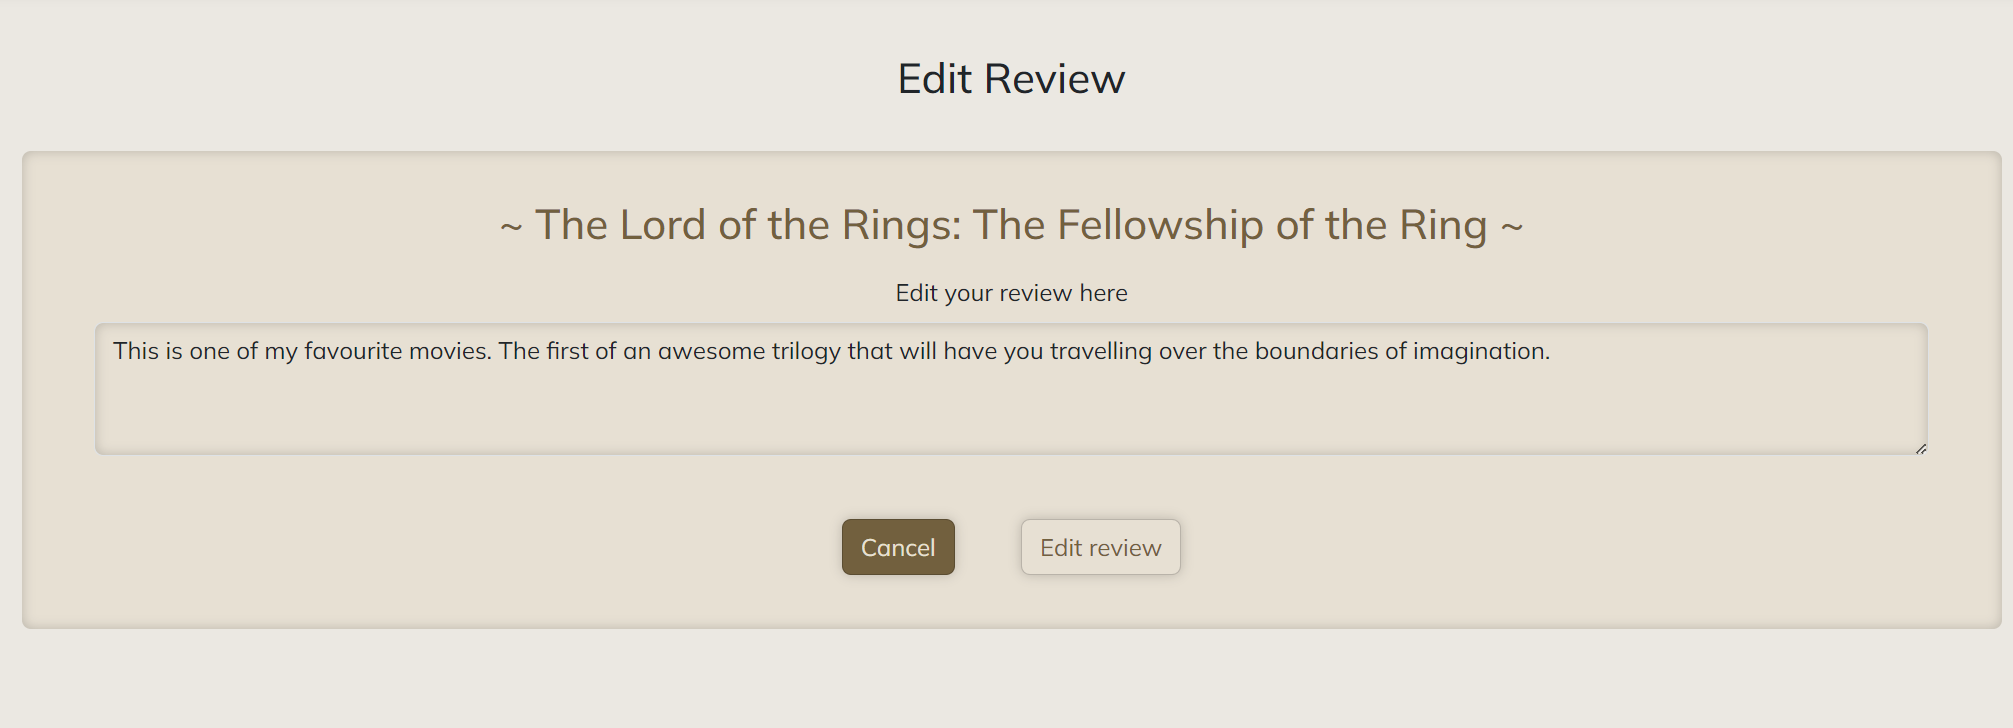 Edit Review
~ The Lord of the Rings: The Fellowship of the Ring ~
Edit your review here
This is one of my favourite movies. The first of an awesome trilogy that will have you travelling over the boundaries of imagination.
Cancel
Edit review